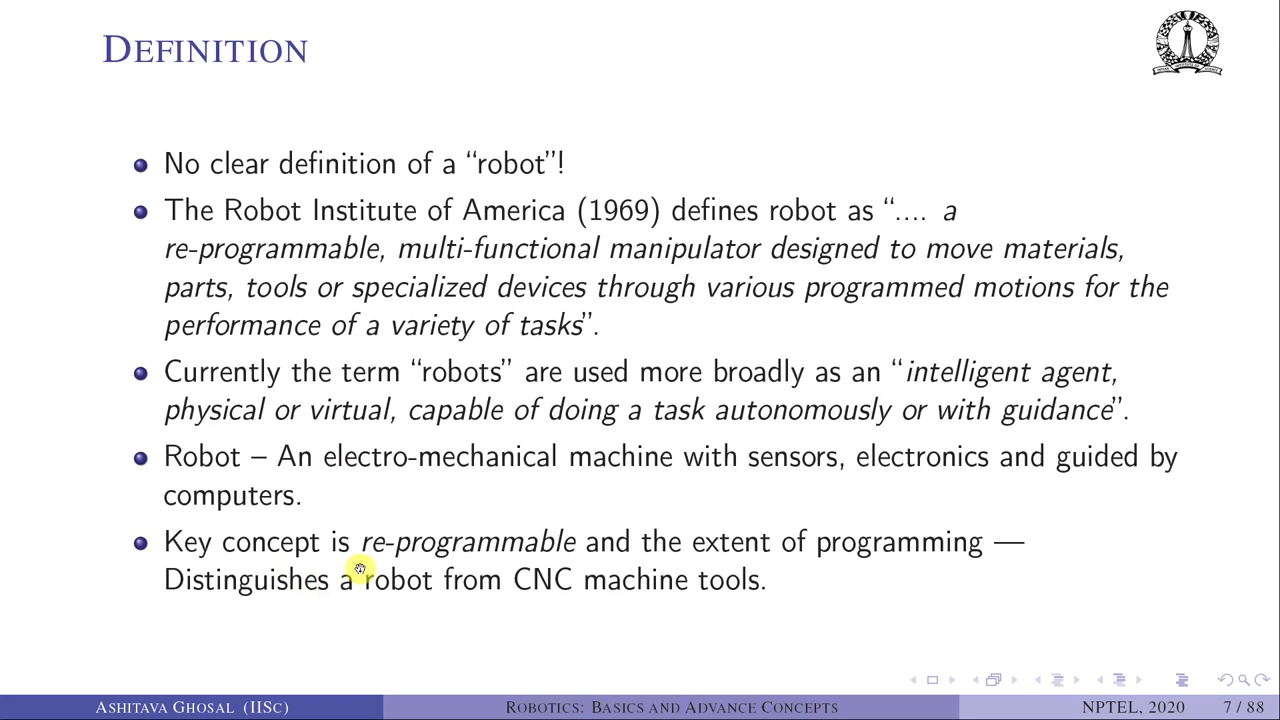 DEFINITION
No clear definition of a “robot”!
The Robot Institute of America (1969) defines robot as “.... a
re-programmable, multi-functional manipulator designed to move materials,
parts, tools or specialized devices through various programmed motions for the
performance of a variety of tasks”.
Currently the term “robots” are used more broadly as an “intelligent agent,
physical or virtual, capable of doing a task autonomously or with guidance”.
Robot – An electro-mechanical machine with sensors, electronics and guided by
computers.
Key concept is re-programmable and the extent of programming —
Distinguishes a robot from CNC machine tools.
ASHITAVA GHOSAL (IISC) ROBOTICS: BASICS AND ADVANCE CONCEPTS NPTEL, 2020 7 / 88